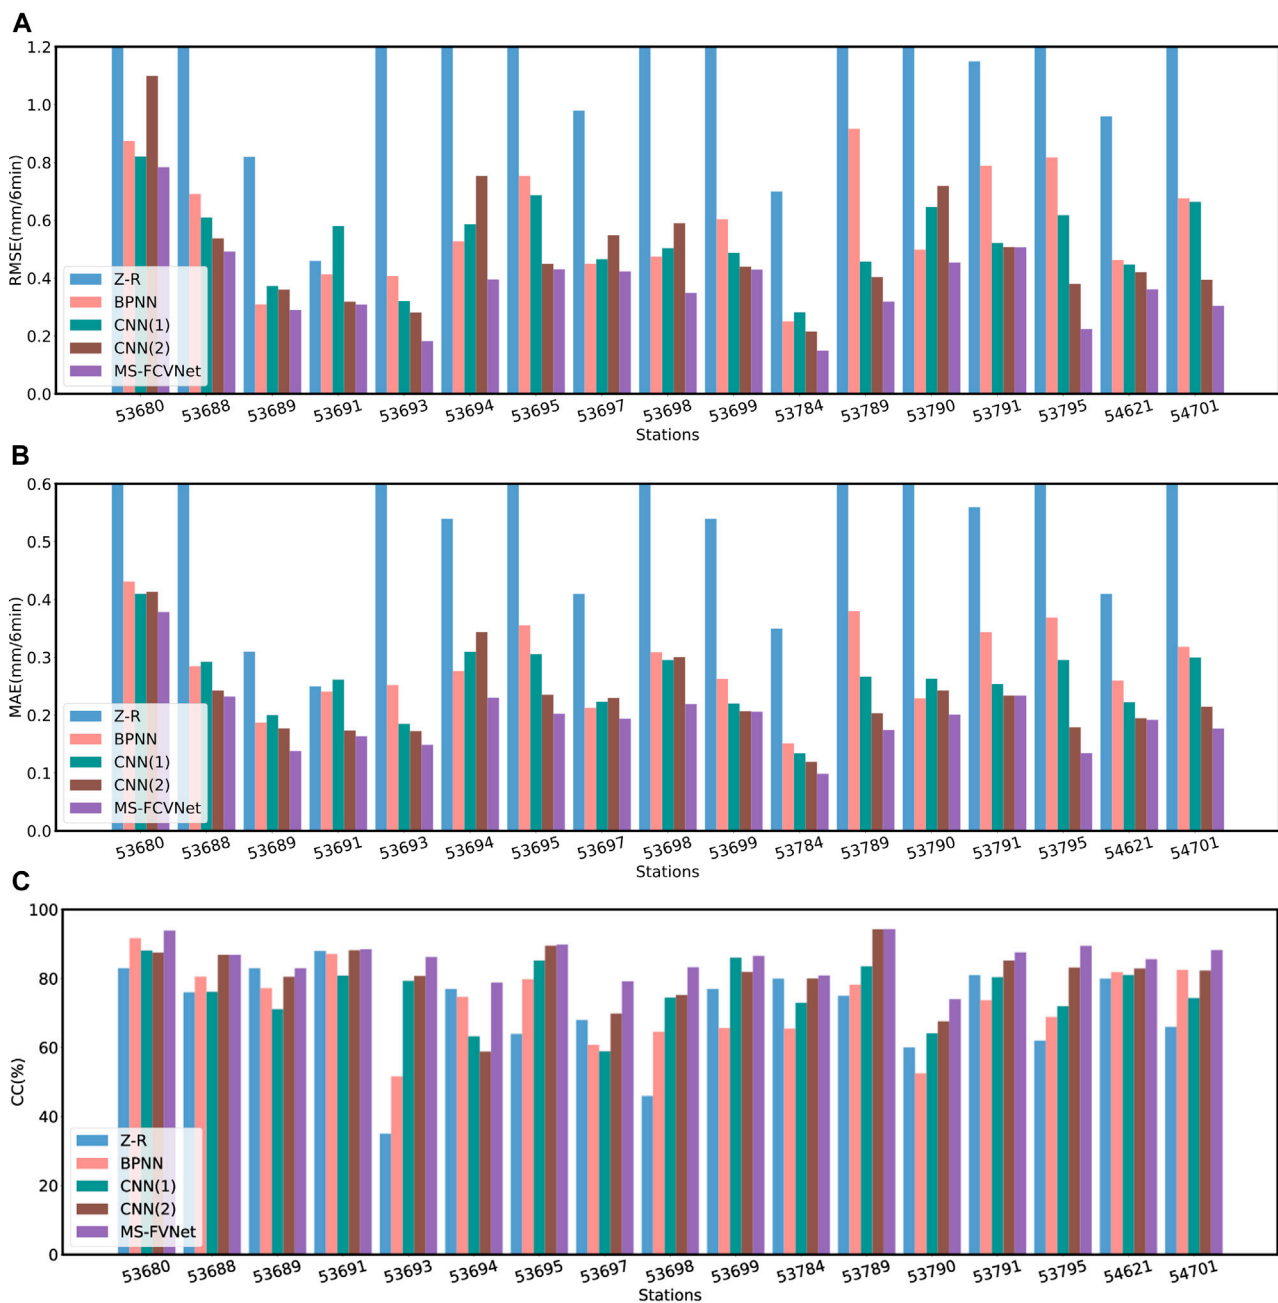 A
1.2
1.0
0.8
0.6
0.4
0.2
0.0
RMSE(mm/6min)
Z-R
BPNN
CNN(1)
CNN(2)
MS-FCVNet
53680 53688 53689 53691 53693 53694 53695 53697 53698 53699 53784 53789 53790 53791 53795 54621 54701
Stations
B
0.6
0.5
0.4
0.3
0.2
0.1
0.0
MAE(mm/6min)
Z-R
BPNN
CNN(1)
CNN(2)
MS-FCVNet
53680 53688 53689 53691 53693 53694 53695 53697 53698 53699 53784 53789 53790 53791 53795 54621 54701
Stations
C
100
80
60
40
20
0
CC(%)
Z-R
BPNN
CNN(1)
CNN(2)
MS-FVNet
53680 53688 53689 53691 53693 53694 53695 53697 53698 53699 53784 53789 53790 53791 53795 54621 54701
Stations